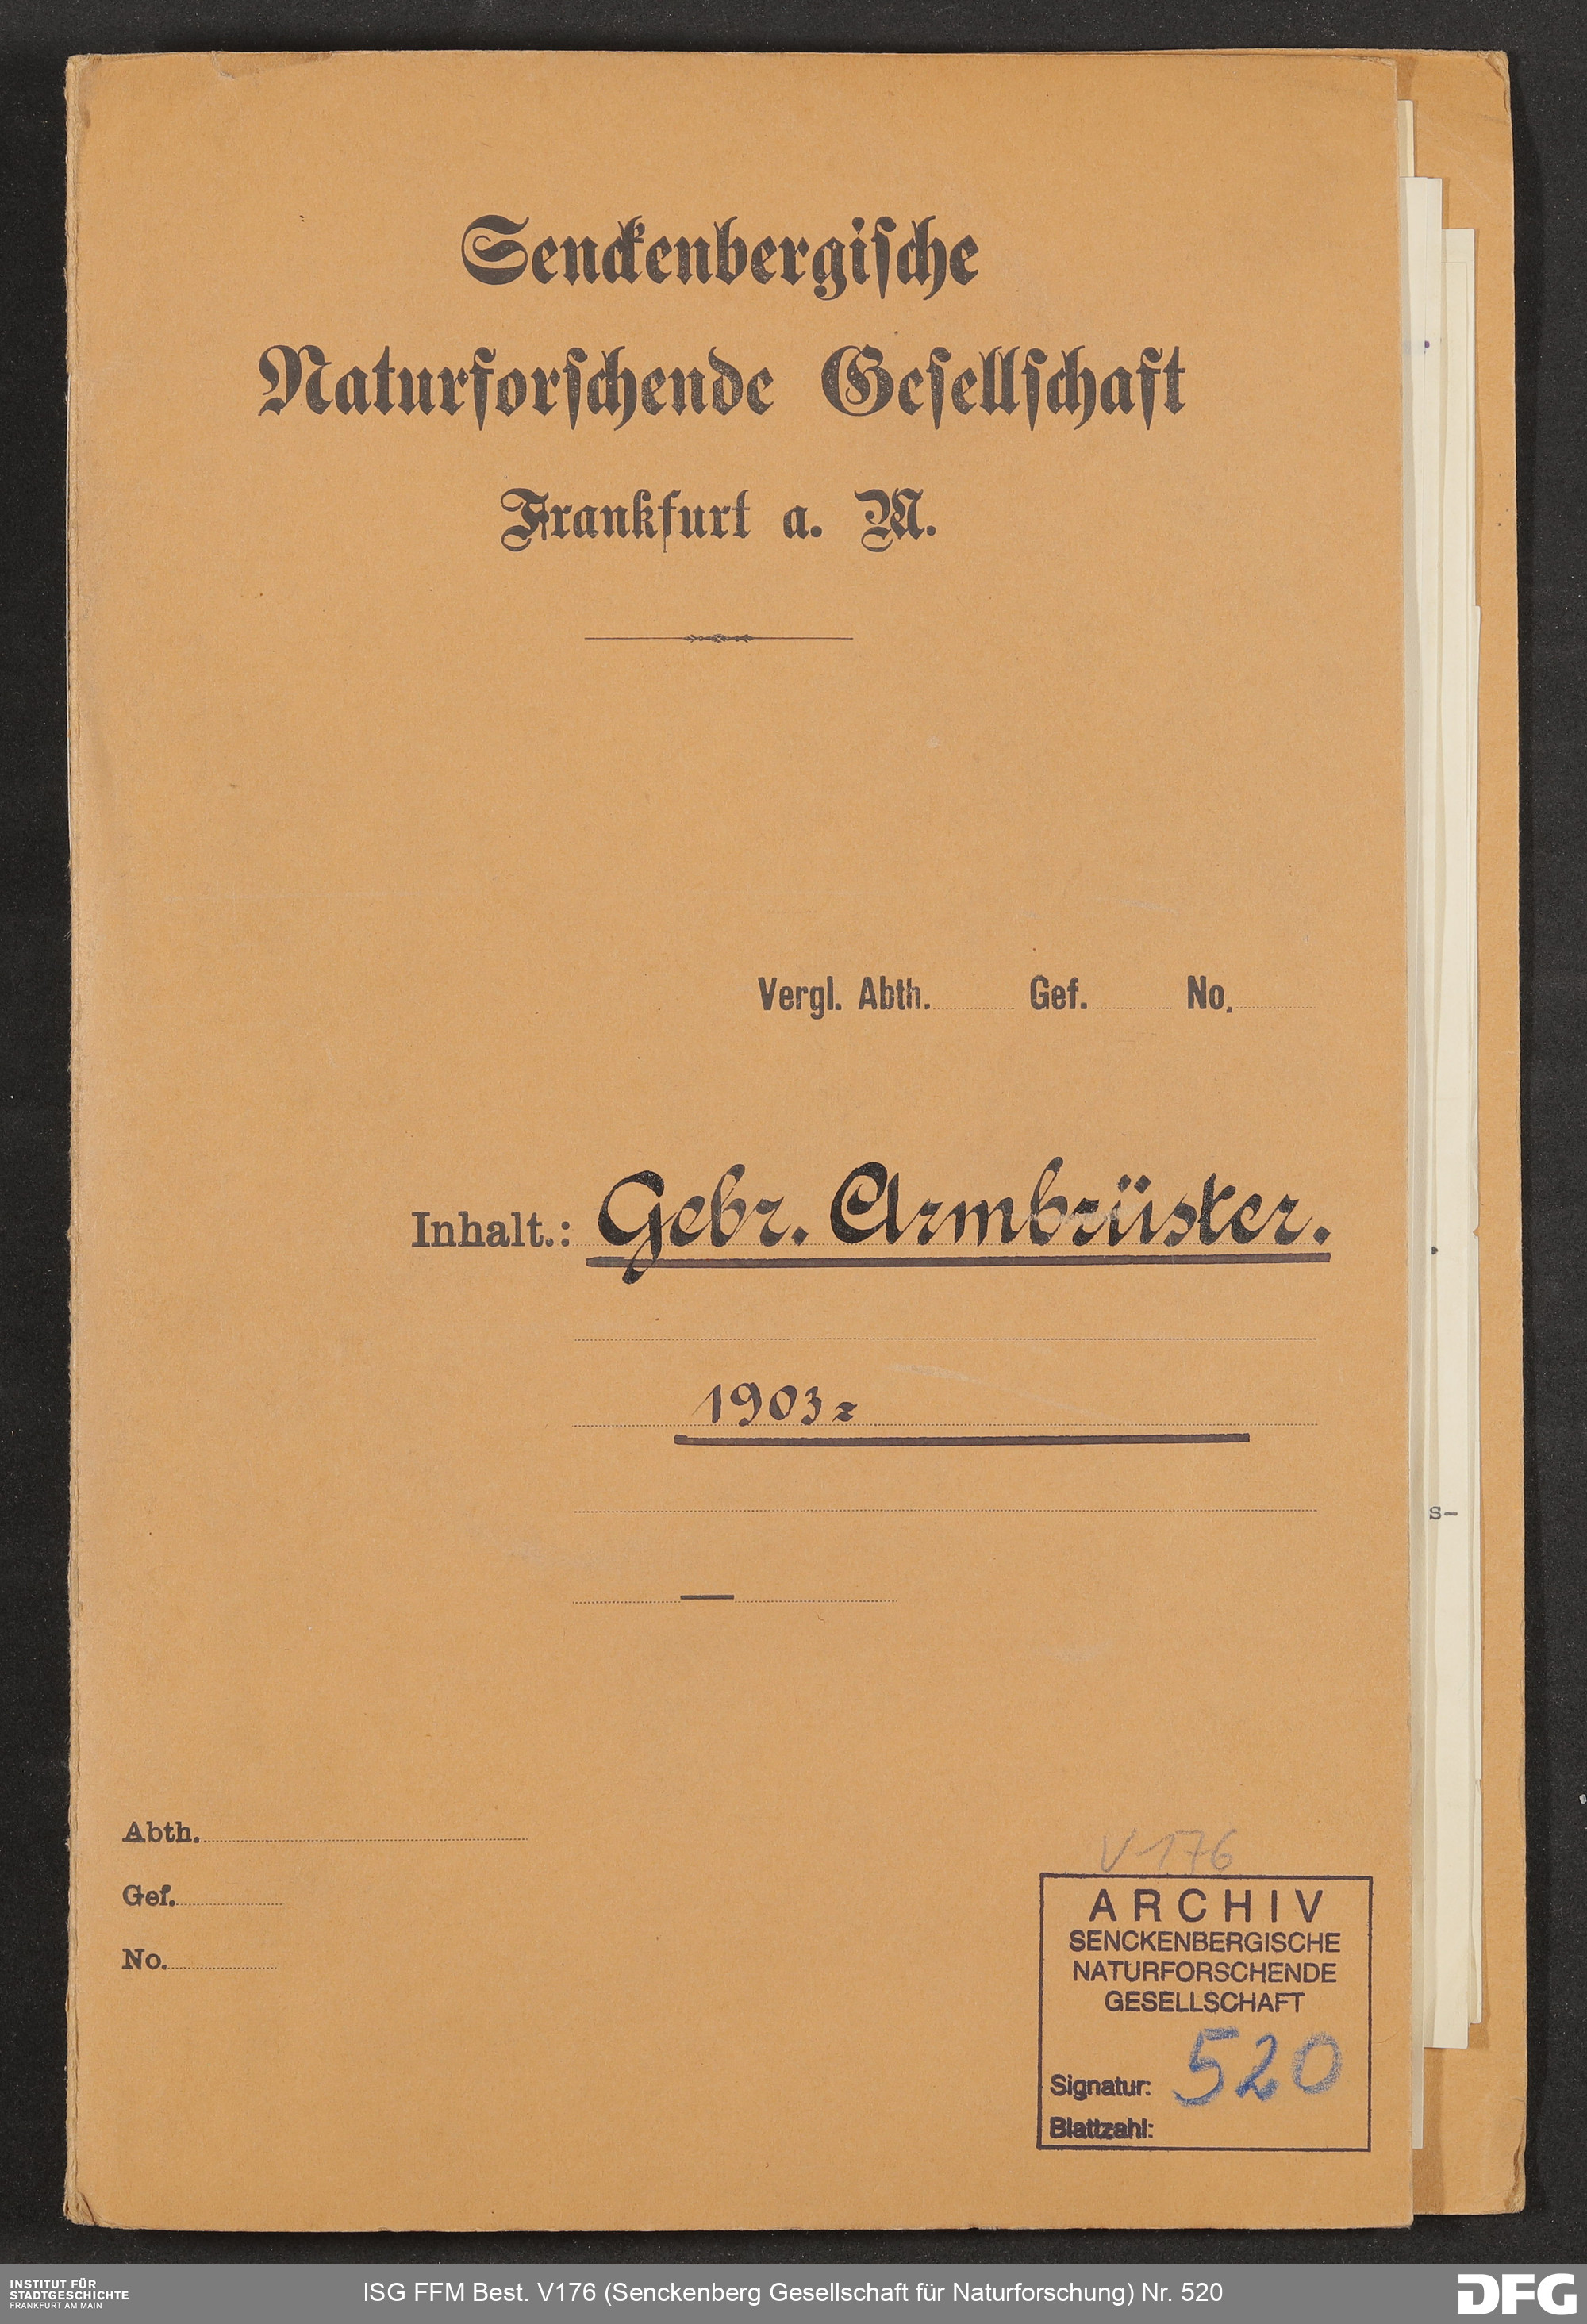 Senckenbergische
Naturforschende Gesellschaft
Frankfurt a. M.
Vergl. Abth. Gef. No.
Inhalt.: Gebr. Armbrüster.
1903 =
s-
Abth.
Gef.
No.
V 176
ARCHIV
SENCKENBERGISCHE
NATURFORSCHENDE
GESELLSCHAFT
Signatur: 520
Blattzahl:
INSTITUT FÜR
STADTGESCHICHTE
FRANKFURT AM MAIN
ISG FFM Best. V176 (Senckenberg Gesellschaft für Naturforschung) Nr. 520
DFG